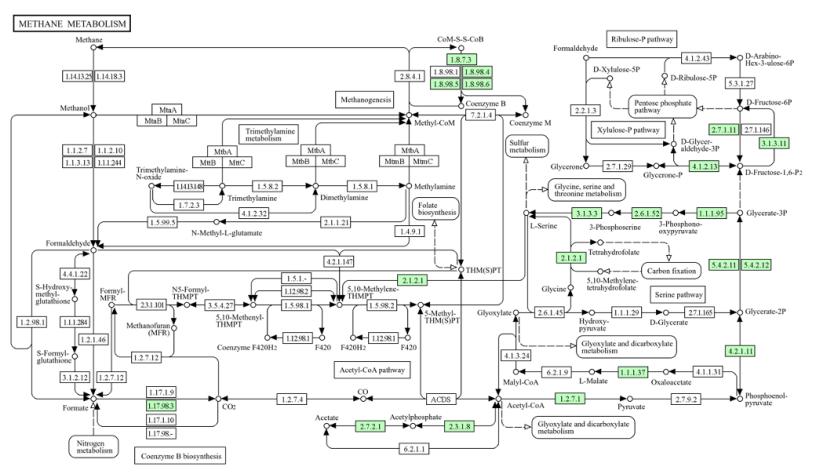 METHANE METABOLISM
Methane
CoM-S-S-CoB
Ribulose-P pathway
Formaldehyde
D-Arabino-
Hex-3-ulose-6P
4.1.2.43
1.14.13.25
1.14.18.3
2.8.4.1
1.8.7.3
1.8.98.1
1.8.98.4
1.8.98.5
1.8.98.6
D-Xylulose-5P
D-Ribulose-5P
5.3.1.27
Methanol
Methanogenesis
Coenzyme B
Coenzyme M
7.2.1.4
Methyl-CoM
MtaA
MtaB
MtaC
2.2.1.3
Pentose phosphate
pathway
D-Fructose-6P
Xylulose-P pathway
2.7.1.11
2.7.1.146
3.1.3.11
D-Glycer-
aldehyde-3P
Trimethylamine
metabolism
MtbA
MttB
MttC
MtbA
MtbB
MtbC
MtbA
MtmB
MtmC
Sulfur
metabolism
1.1.2.7
1.1.2.10
1.1.3.13
1.1.1.244
Glycerone
2.7.1.29
Glycerone-P
4.1.2.13
D-Fructose-1,6-P2
Trimethylamine-
N-oxide
1.14.13.148
1.7.2.3
Trimethylamine
1.5.8.2
Dimethylamine
1.5.8.1
Methylamine
4.1.2.32
Glycine, serine and
threonine metabolism
Folate
biosynthesis
1.5.99.5
N-Methyl-L-glutamate
2.1.1.21
1.4.9.1
L-Serine
3.1.3.3
3-Phosphoserine
2.6.1.52
3-Phosphono-
oxypyruvate
1.1.1.95
Glycerate-3P
Formaldehyde
4.2.1.147
THM(S)PT
2.1.2.1
2.1.2.1
Tetrahydrofolate
Carbon fixation
5,10-Methylene-
tetrahydrofolate
5.4.2.11
5.4.2.12
4.4.1.22
S-Hydroxy-
methyl-
glutathione
Formyl-
MFR
N5-Formyl-
THMPT
1.5.1.-
1.12.98.2
1.5.98.1
5,10-Methylene-
THMPT
Glycine
Serine pathway
2.3.1.101
3.5.4.27
5,10-Methenyl-
THMPT
1.5.98.2
5-Methyl-
THM(S)PT
Glyoxylate
2.6.1.45
Hydroxy-
pyruvate
1.1.1.29
D-Glycerate
2.7.1.165
Glycerate-2P
1.2.98.1
1.1.1.284
1.2.1.46
Methanofuran
(MFR)
Coenzyme F420H2
1.12.98.1
F420
F420H2
1.12.98.1
F420
Glyoxylate and dicarboxylate
metabolism
S-Formyl-
glutathione
1.2.7.12
4.1.3.24
4.2.1.11
Acetyl-CoA pathway
3.1.2.12
1.2.7.12
Malyl-CoA
6.2.1.9
L-Malate
1.1.1.37
Oxaloacetate
4.1.1.31
Formate
1.17.1.9
1.17.98.3
1.17.1.10
1.17.98.-
CO2
1.2.7.4
CO
ACDS
Acetyl-CoA
1.2.7.1
Pyruvate
2.7.9.2
Phosphoenol-
pyruvate
Acetate
2.7.2.1
Acetylphosphate
2.3.1.8
6.2.1.1
Glyoxylate and dicarboxylate
metabolism
Nitrogen
metabolism
Coenzyme B biosynthesis